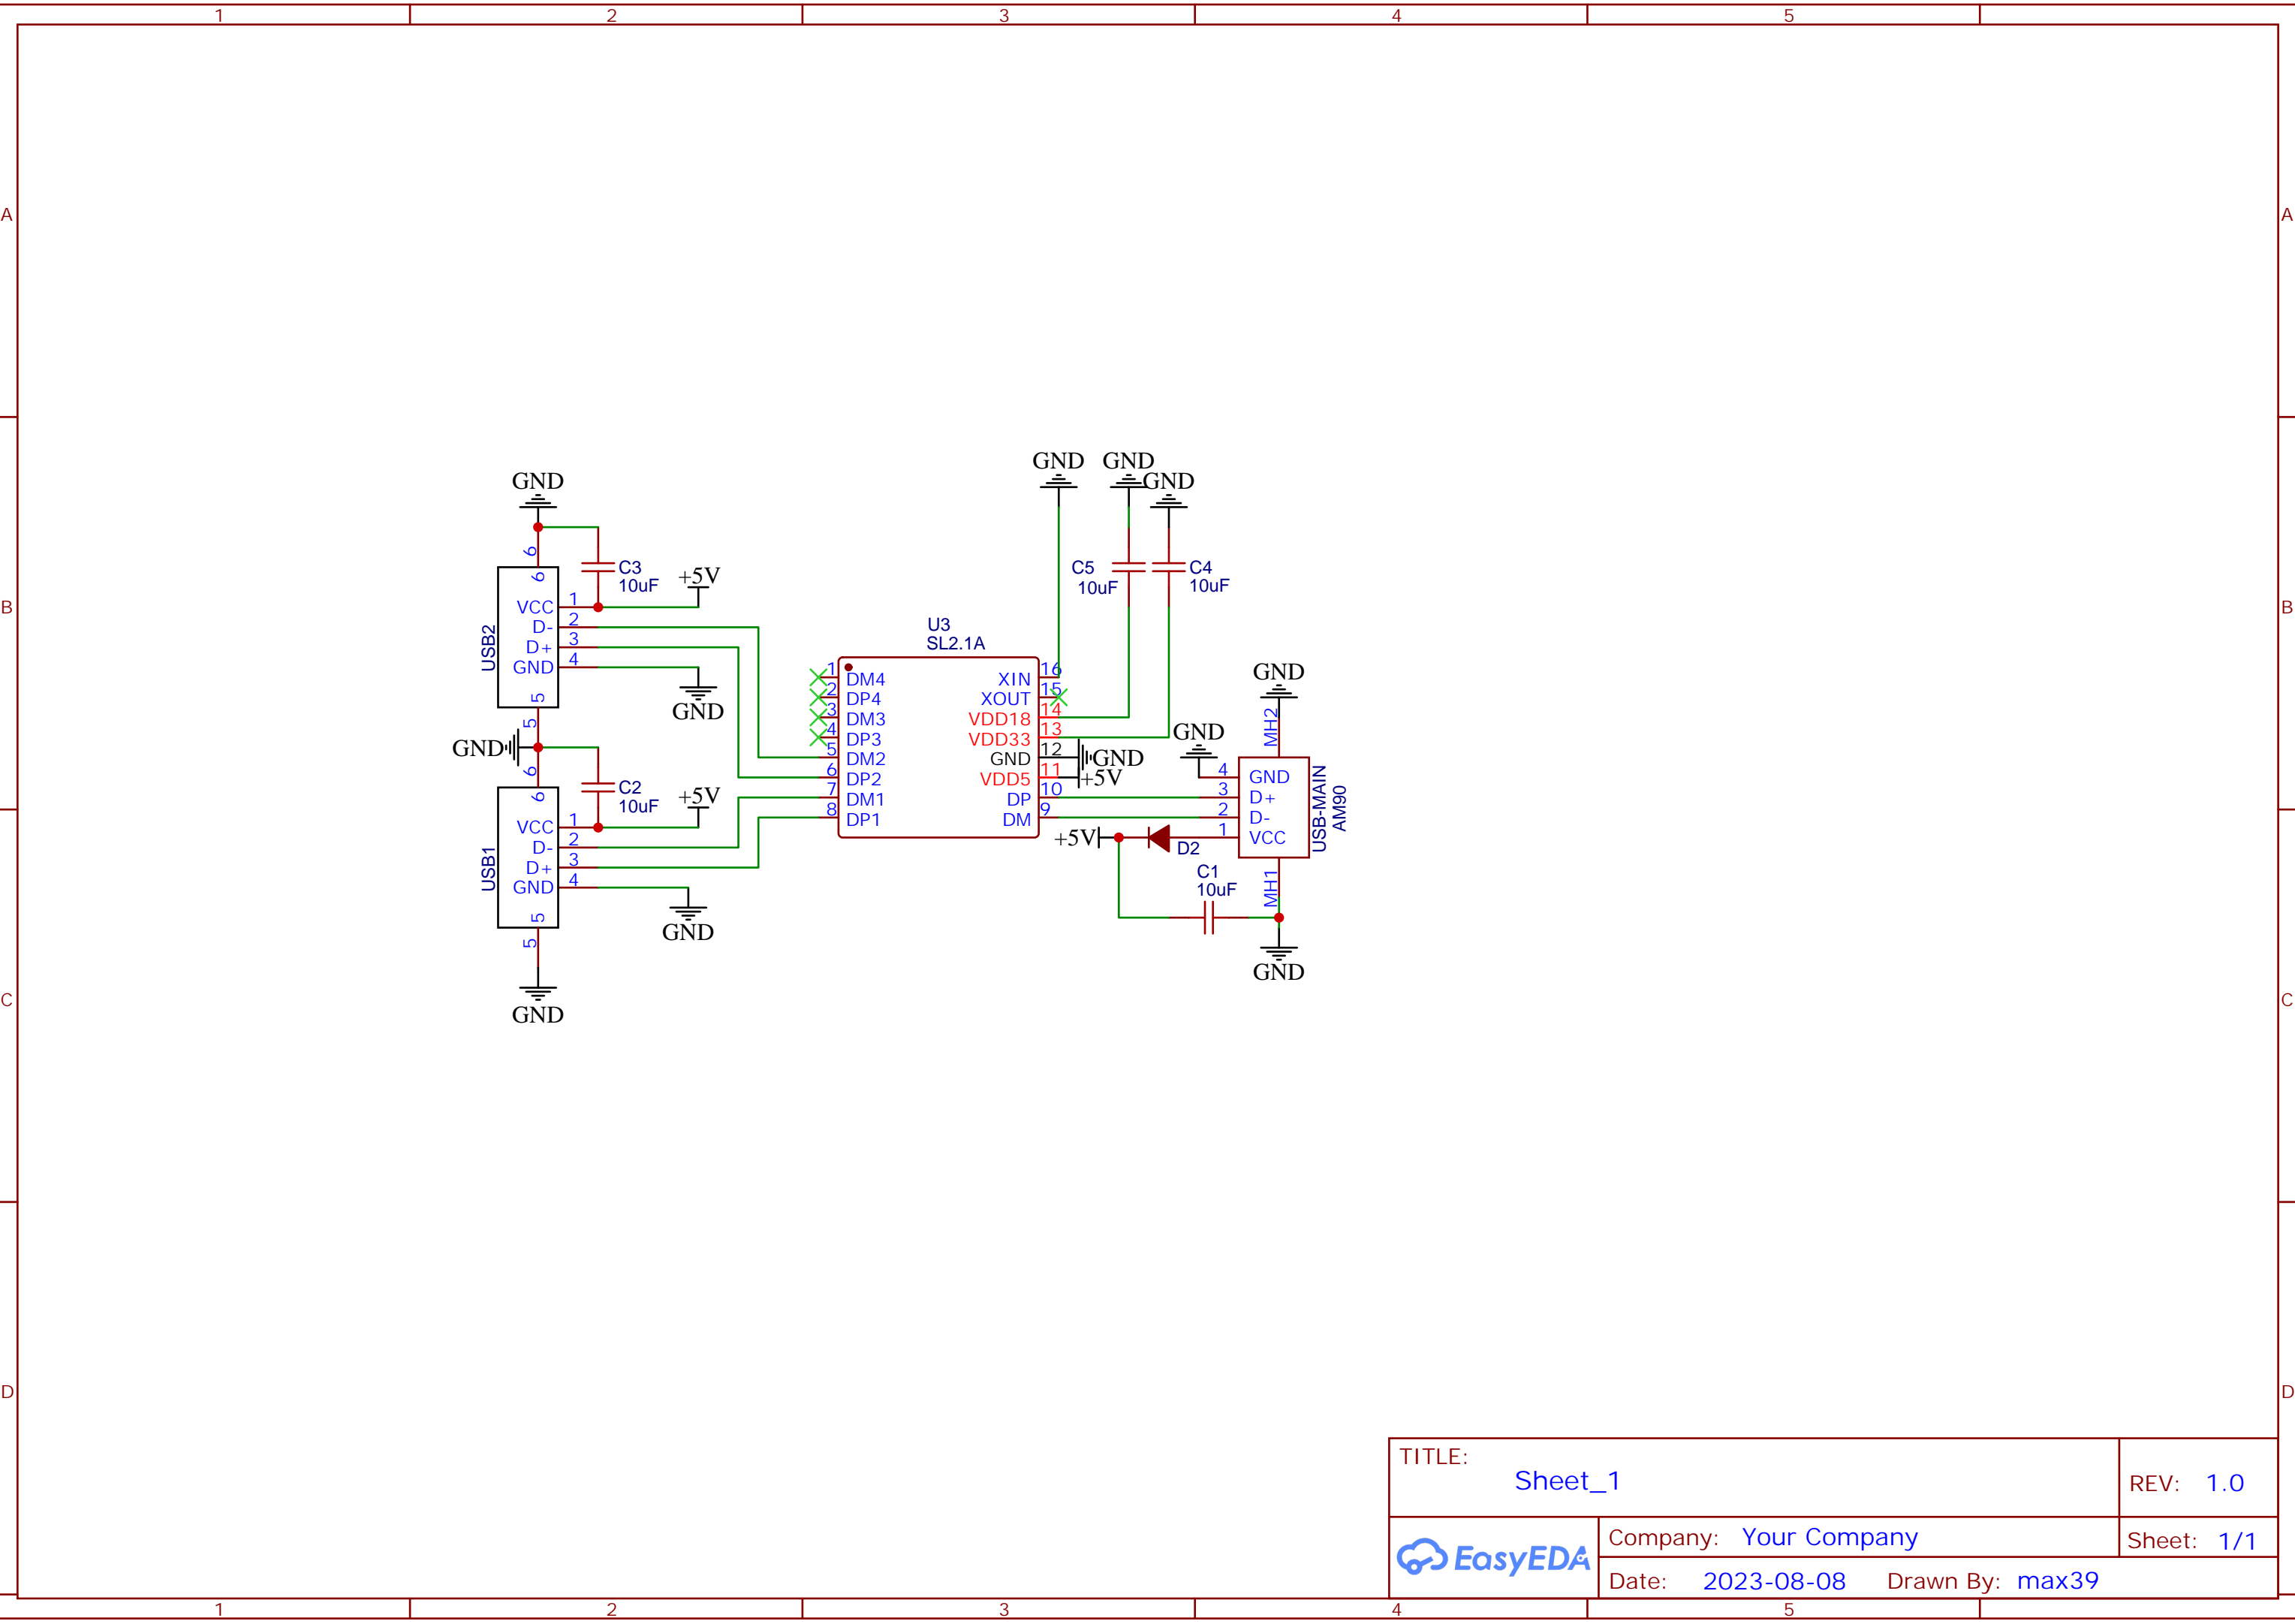 1 2 3 4 5
A A
B B
C C
D D
GND
6
6
C3
10uF
+5V
USB2
VCC 1
D- 2
D+ 3
GND 4
GND
5
5
GND
6
6
C2
10uF
+5V
USB1
VCC 1
D- 2
D+ 3
GND 4
GND
5
5
GND
U3
SL2.1A
1 DM4 XIN 16
2 DP4 XOUT 15
3 DM3 VDD18 14
4 DP3 VDD33 13
5 DM2 GND 12 GND
6 DP2 VDD5 11 +5V
7 DM1 DP 10
8 DP1 DM 9
GND GND GND
C5
10uF
C4
10uF
GND
MH2
GND
4 GND
3 D+
2 D-
1 VCC
USB-MAIN
AM90
+5V
D2
C1
10uF
MH1
GND
TITLE:
Sheet_1
REV: 1.0
EasyEDA
Company: Your Company
Sheet: 1/1
Date: 2023-08-08 Drawn By: max39
1 2 3 4 5